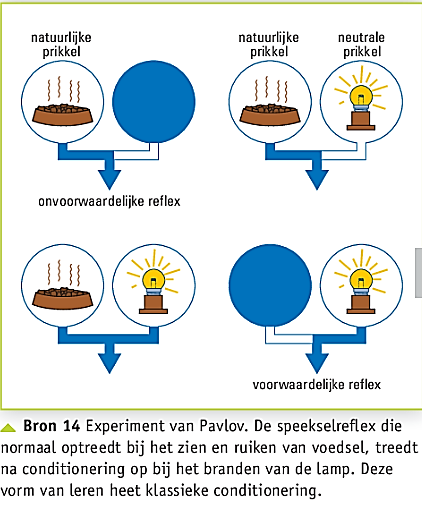 natuurlijke
prikkel
natuurlijke
prikkel
neutrale
prikkel
onvoorwaardelijke reflex
voorwaardelijke reflex
Bron 14 Experiment van Pavlov. De speekselreflex die
normaal optreedt bij het zien en ruiken van voedsel, treedt
na conditionering op bij het branden van de lamp. Deze
vorm van leren heet klassieke conditionering.